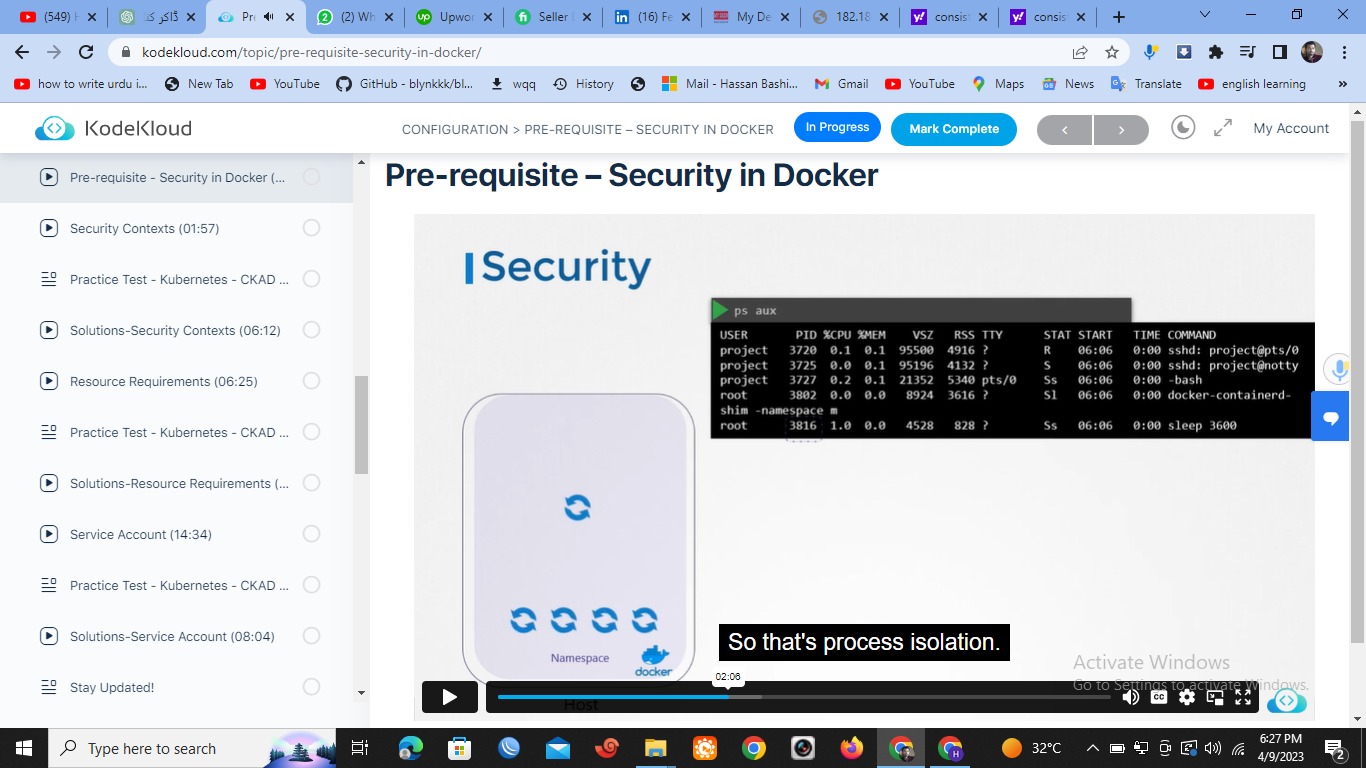 (549) H
ڈاکر کن
Pre
(2) Wh
Upwor
Seller
(16) Fe
My De
182.18
consist
consis
kodekloud.com/topic/pre-requisite-security-in-docker/
how to write urdu i...
New Tab
YouTube
GitHub - blynkkk/bl...
wqq
History
Mail - Hassan Bashi...
Gmail
YouTube
Maps
News
Translate
english learning
»
KodeKloud
CONFIGURATION > PRE-REQUISITE – SECURITY IN DOCKER
In Progress
Mark Complete
My Account
Pre-requisite - Security in Docker (...
Security Contexts (01:57)
Practice Test - Kubernetes - CKAD ...
Solutions-Security Contexts (06:12)
Resource Requirements (06:25)
Practice Test - Kubernetes - CKAD ...
Solutions-Resource Requirements (...
Service Account (14:34)
Practice Test - Kubernetes - CKAD ...
Solutions-Service Account (08:04)
Stay Updated!
Pre-requisite – Security in Docker
Security
ps aux
USER PID %CPU %MEM VSZ RSS TTY STAT START TIME COMMAND
project 3720 0.1 0.1 95500 4916 ? R 06:06 0:00 sshd: project@pts/0
project 3725 0.0 0.1 95196 4132 ? S 06:06 0:00 sshd: project@notty
project 3727 0.2 0.1 21352 5340 pts/0 Ss 06:06 0:00 -bash
root 3802 0.0 0.0 8924 3616 ? Sl 06:06 0:00 docker-containerd-
shim -namespace m
root 3816 1.0 0.0 4528 828 ? Ss 06:06 0:00 sleep 3600
Namespace
docker
Host
So that's process isolation.
02:06
CC
Activate Windows
Go to Settings to activate Windows.
Type here to search
H
32°C
6:27 PM
4/9/2023
2